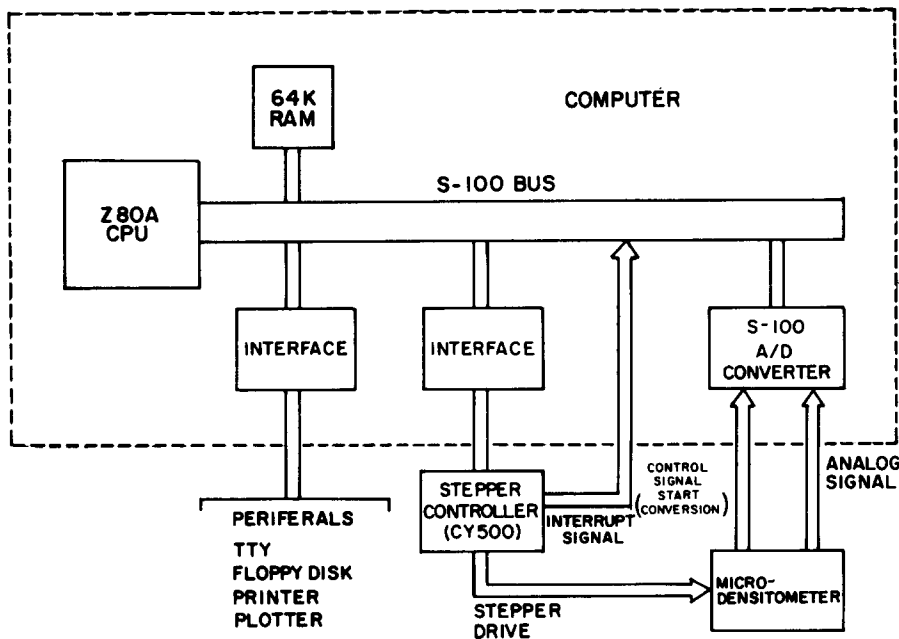 64K
RAM
COMPUTER
S-100 BUS
Z80A
CPU
INTERFACE
INTERFACE
S-100
A/D
CONVERTER
STEPPER
CONTROLLER
(CY500)
INTERRUPT
SIGNAL
CONTROL
SIGNAL
(START
CONVERSION)
ANALOG
SIGNAL
PERIFERALS
TTY
FLOPPY DISK
PRINTER
PLOTTER
STEPPER
DRIVE
MICRO-
DENSITOMETER